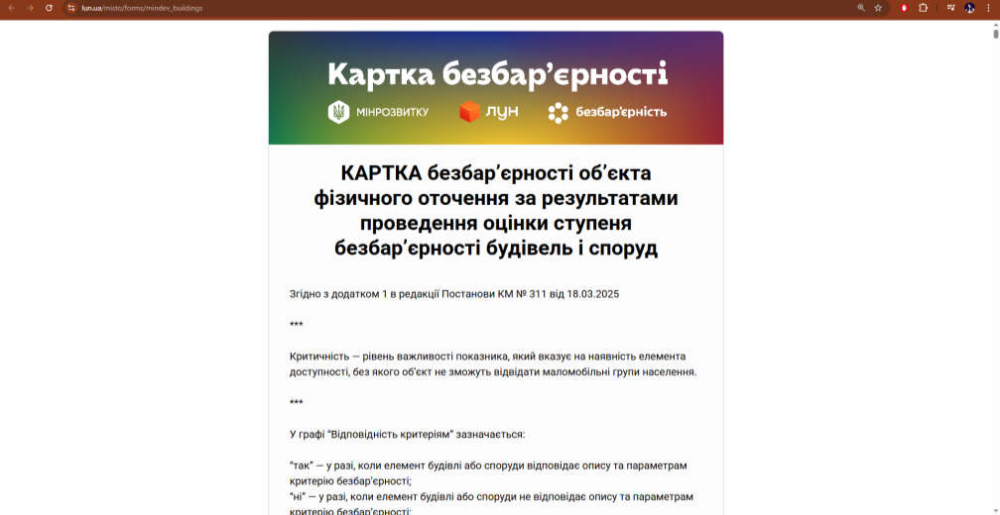 lun.ua/misto/forms/mindev_buildings
Картка безбар’єрності
МІНРОЗВИТКУ
ЛУН
безбар’єрність
КАРТКА безбар’єрності об’єкта
фізичного оточення за результатами
проведення оцінки ступеня
безбар’єрності будівель і споруд
Згідно з додатком 1 в редакції Постанови КМ № 311 від 18.03.2025
***
Критичність — рівень важливості показника, який вказує на наявність елемента
доступності, без якого об’єкт не зможуть відвідати маломобільні групи населення.
***
У графі “Відповідність критеріям” зазначається:
“так” — у разі, коли елемент будівлі або споруди відповідає опису та параметрам
критерію безбар’єрності;
“ні” — у разі, коли елемент будівлі або споруди не відповідає опису та параметрам
критерію безбар’єрності;